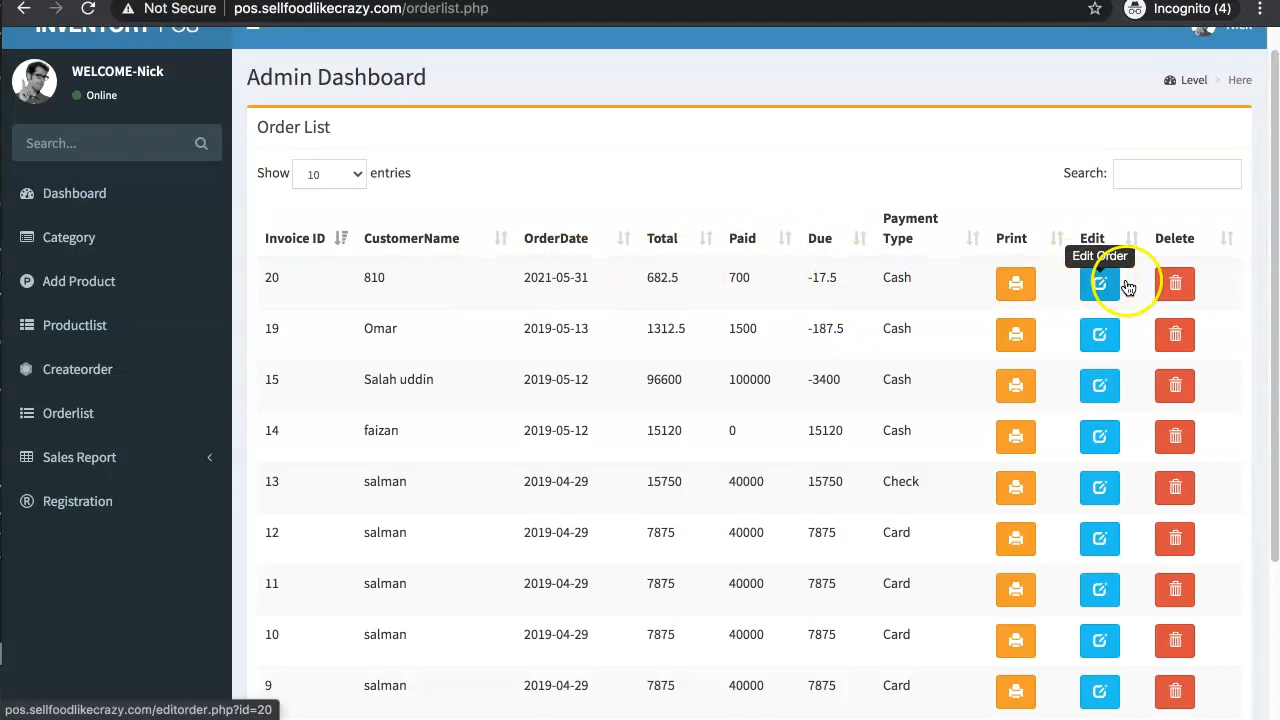 Not Secure pos.sellfoodlikecrazy.com/orderlist.php Incognito (4)
INVENTORY POS Nick
WELCOME-Nick
Online
Search...
Dashboard
Category
Add Product
Productlist
Createorder
Orderlist
Sales Report
Registration
Admin Dashboard
Level > Here
Order List
Show 10 entries Search:
Invoice ID CustomerName OrderDate Total Paid Due Payment Type Print Edit Delete
Edit Order
20 810 2021-05-31 682.5 700 -17.5 Cash
19 Omar 2019-05-13 1312.5 1500 -187.5 Cash
15 Salah uddin 2019-05-12 96600 100000 -3400 Cash
14 faizan 2019-05-12 15120 0 15120 Cash
13 salman 2019-04-29 15750 40000 15750 Check
12 salman 2019-04-29 7875 40000 7875 Card
11 salman 2019-04-29 7875 40000 7875 Card
10 salman 2019-04-29 7875 40000 7875 Card
9 salman 2019-04-29 7875 40000 7875 Card
pos.sellfoodlikecrazy.com/editorder.php?id=20